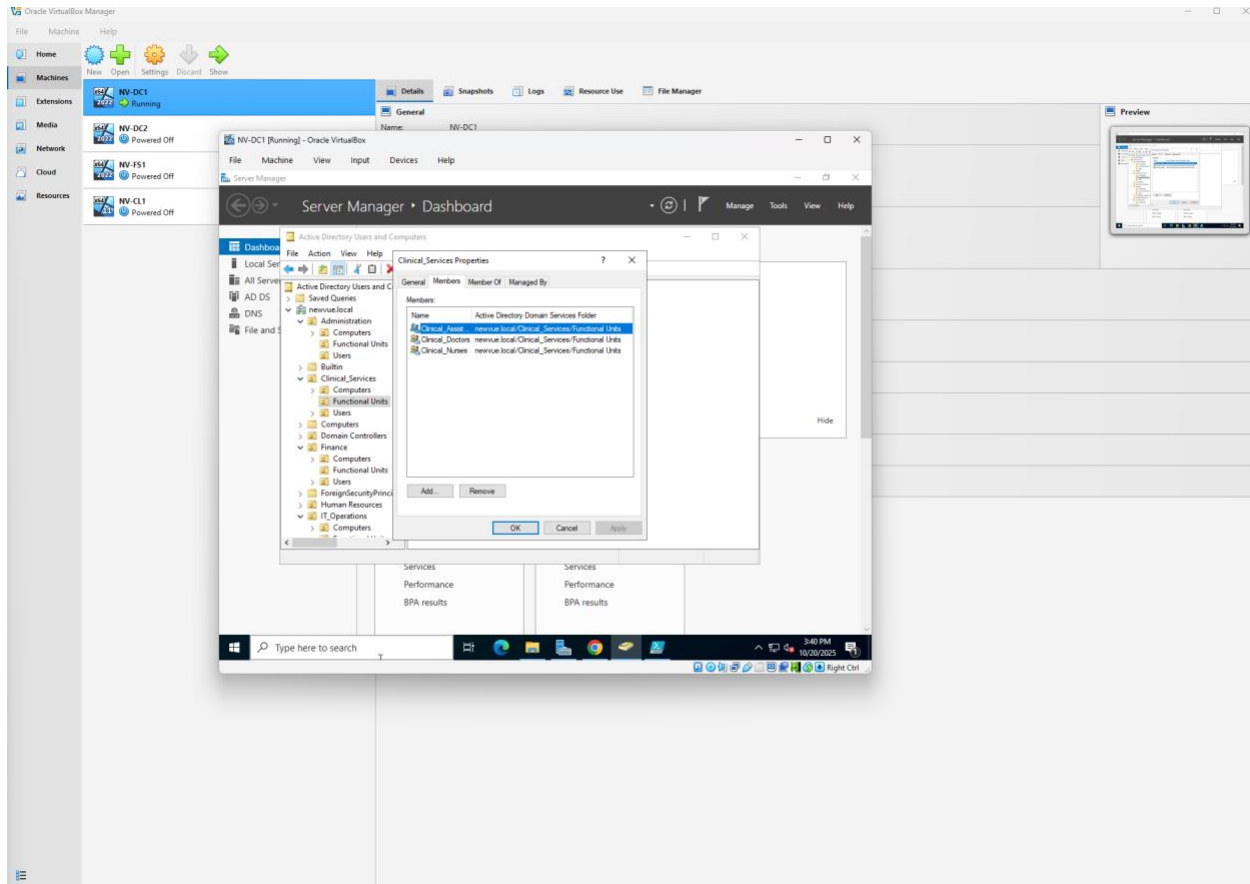 Oracle VirtualBox Manager
File Machine Help
Home
Machines
Extensions
Media
Network
Cloud
Resources
New Open Settings Discard Show
NV-DC1
Running
NV-DC2
Powered Off
NV-FS1
Powered Off
NV-CL1
Powered Off
Details Snapshots Logs Resource Use File Manager
General
Name: NV-DC1
Preview
NV-DC1 [Running] - Oracle VirtualBox
File Machine View Input Devices Help
Server Manager
Server Manager • Dashboard
Manage Tools View Help
Dashboa
Local Ser
All Serve
AD DS
DNS
File and S
Active Directory Users and Computers
File Action View Help
Active Directory Users and C
Saved Queries
newvue.local
Administration
Computers
Functional Units
Users
Builtin
Clinical_Services
Computers
Functional Units
Users
Computers
Domain Controllers
Finance
Computers
Functional Units
Users
ForeignSecurityPrinci
Human Resources
IT_Operations
Computers
Clinical_Services Properties
General Members Member Of Managed By
Members:
Name Active Directory Domain Services Folder
Clinical_Assist... newvue.local/Clinical_Services/Functional Units
Clinical_Doctors newvue.local/Clinical_Services/Functional Units
Clinical_Nurses newvue.local/Clinical_Services/Functional Units
Add... Remove
OK Cancel Apply
Hide
Services Services
Performance Performance
BPA results BPA results
Type here to search
3:40 PM
10/20/2025
Right Ctrl